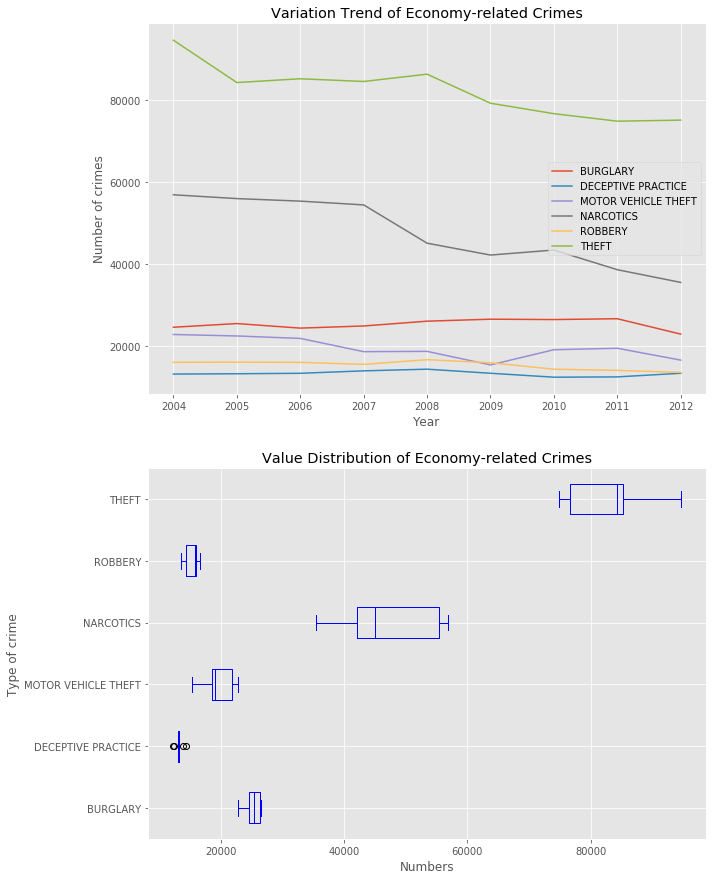 Variation Trend of Economy-related Crimes
Number of crimes
80000
60000
40000
20000
BURGLARY
DECEPTIVE PRACTICE
MOTOR VEHICLE THEFT
NARCOTICS
ROBBERY
THEFT
2004 2005 2006 2007 2008 2009 2010 2011 2012
Year
Value Distribution of Economy-related Crimes
Type of crime
THEFT
ROBBERY
NARCOTICS
MOTOR VEHICLE THEFT
DECEPTIVE PRACTICE
BURGLARY
20000 40000 60000 80000
Numbers